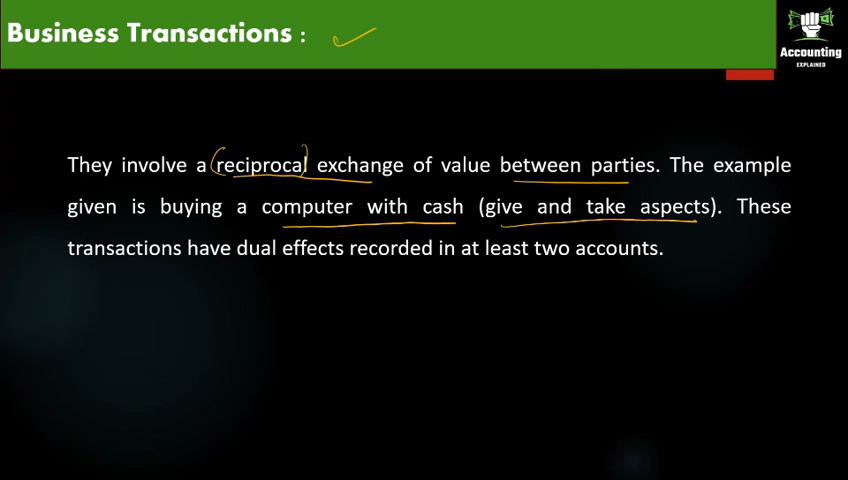 Business Transactions :
Accounting
EXPLAINED
They involve a reciprocal exchange of value between parties. The example
given is buying a computer with cash (give and take aspects). These
transactions have dual effects recorded in at least two accounts.